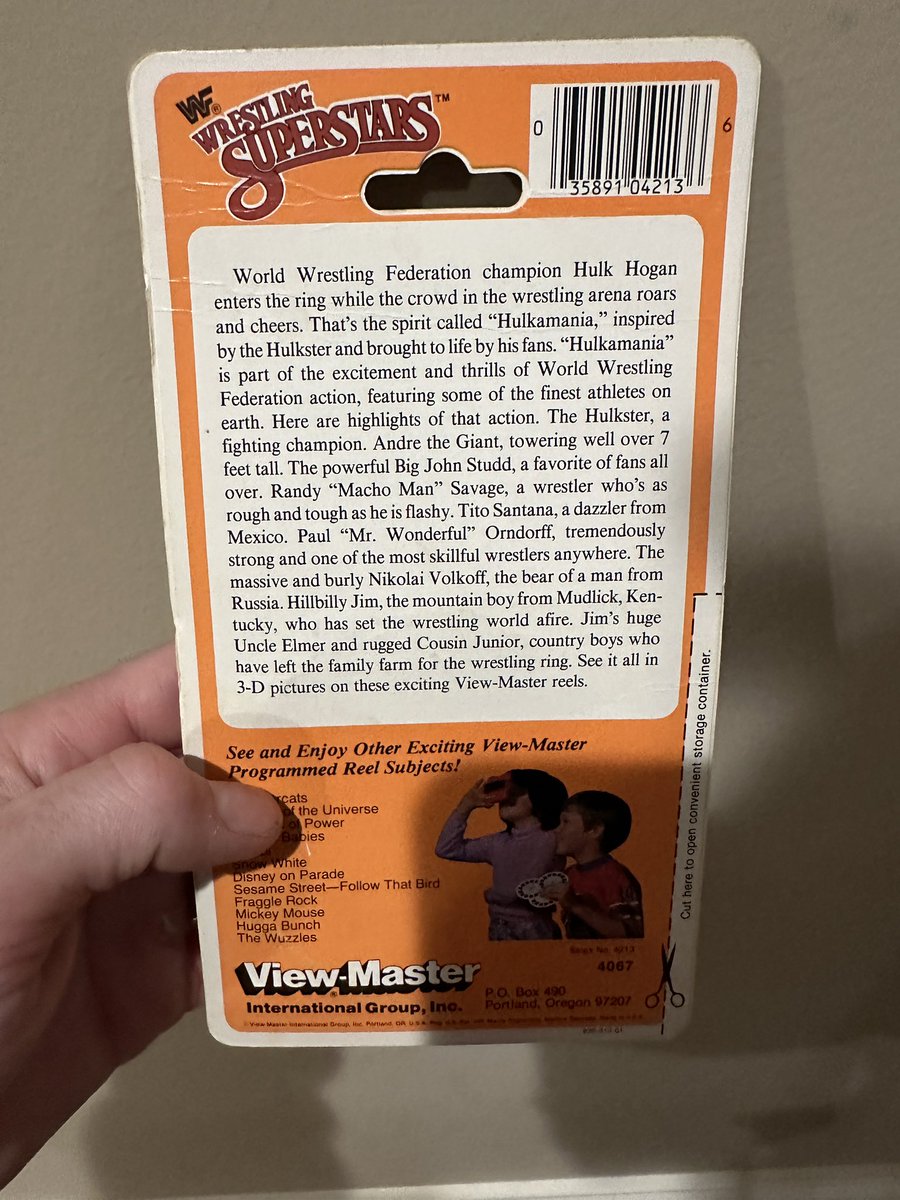 WF®
WRESTLING
SUPERSTARS™
0 35891 04213 6
World Wrestling Federation champion Hulk Hogan
enters the ring while the crowd in the wrestling arena roars
and cheers. That's the spirit called “Hulkamania,” inspired
by the Hulkster and brought to life by his fans. “Hulkamania”
is part of the excitement and thrills of World Wrestling
Federation action, featuring some of the finest athletes on
earth. Here are highlights of that action. The Hulkster, a
fighting champion. Andre the Giant, towering well over 7
feet tall. The powerful Big John Studd, a favorite of fans all
over. Randy “Macho Man” Savage, a wrestler who's as
rough and tough as he is flashy. Tito Santana, a dazzler from
Mexico. Paul “Mr. Wonderful” Orndorff, tremendously
strong and one of the most skillful wrestlers anywhere. The
massive and burly Nikolai Volkoff, the bear of a man from
Russia. Hillbilly Jim, the mountain boy from Mudlick, Ken-
tucky, who has set the wrestling world afire. Jim's huge
Uncle Elmer and rugged Cousin Junior, country boys who
have left the family farm for the wrestling ring. See it all in
3-D pictures on these exciting View-Master reels.
See and Enjoy Other Exciting View-Master
Programmed Reel Subjects!
rcats
of the Universe
of Power
Babies
Snow White
Disney on Parade
Sesame Street—Follow That Bird
Fraggle Rock
Mickey Mouse
Hugga Bunch
The Wuzzles
Cut here to open convenient storage container.
4067
View-Master®
International Group, Inc.
P.O. Box 490
Portland, Oregon 97207